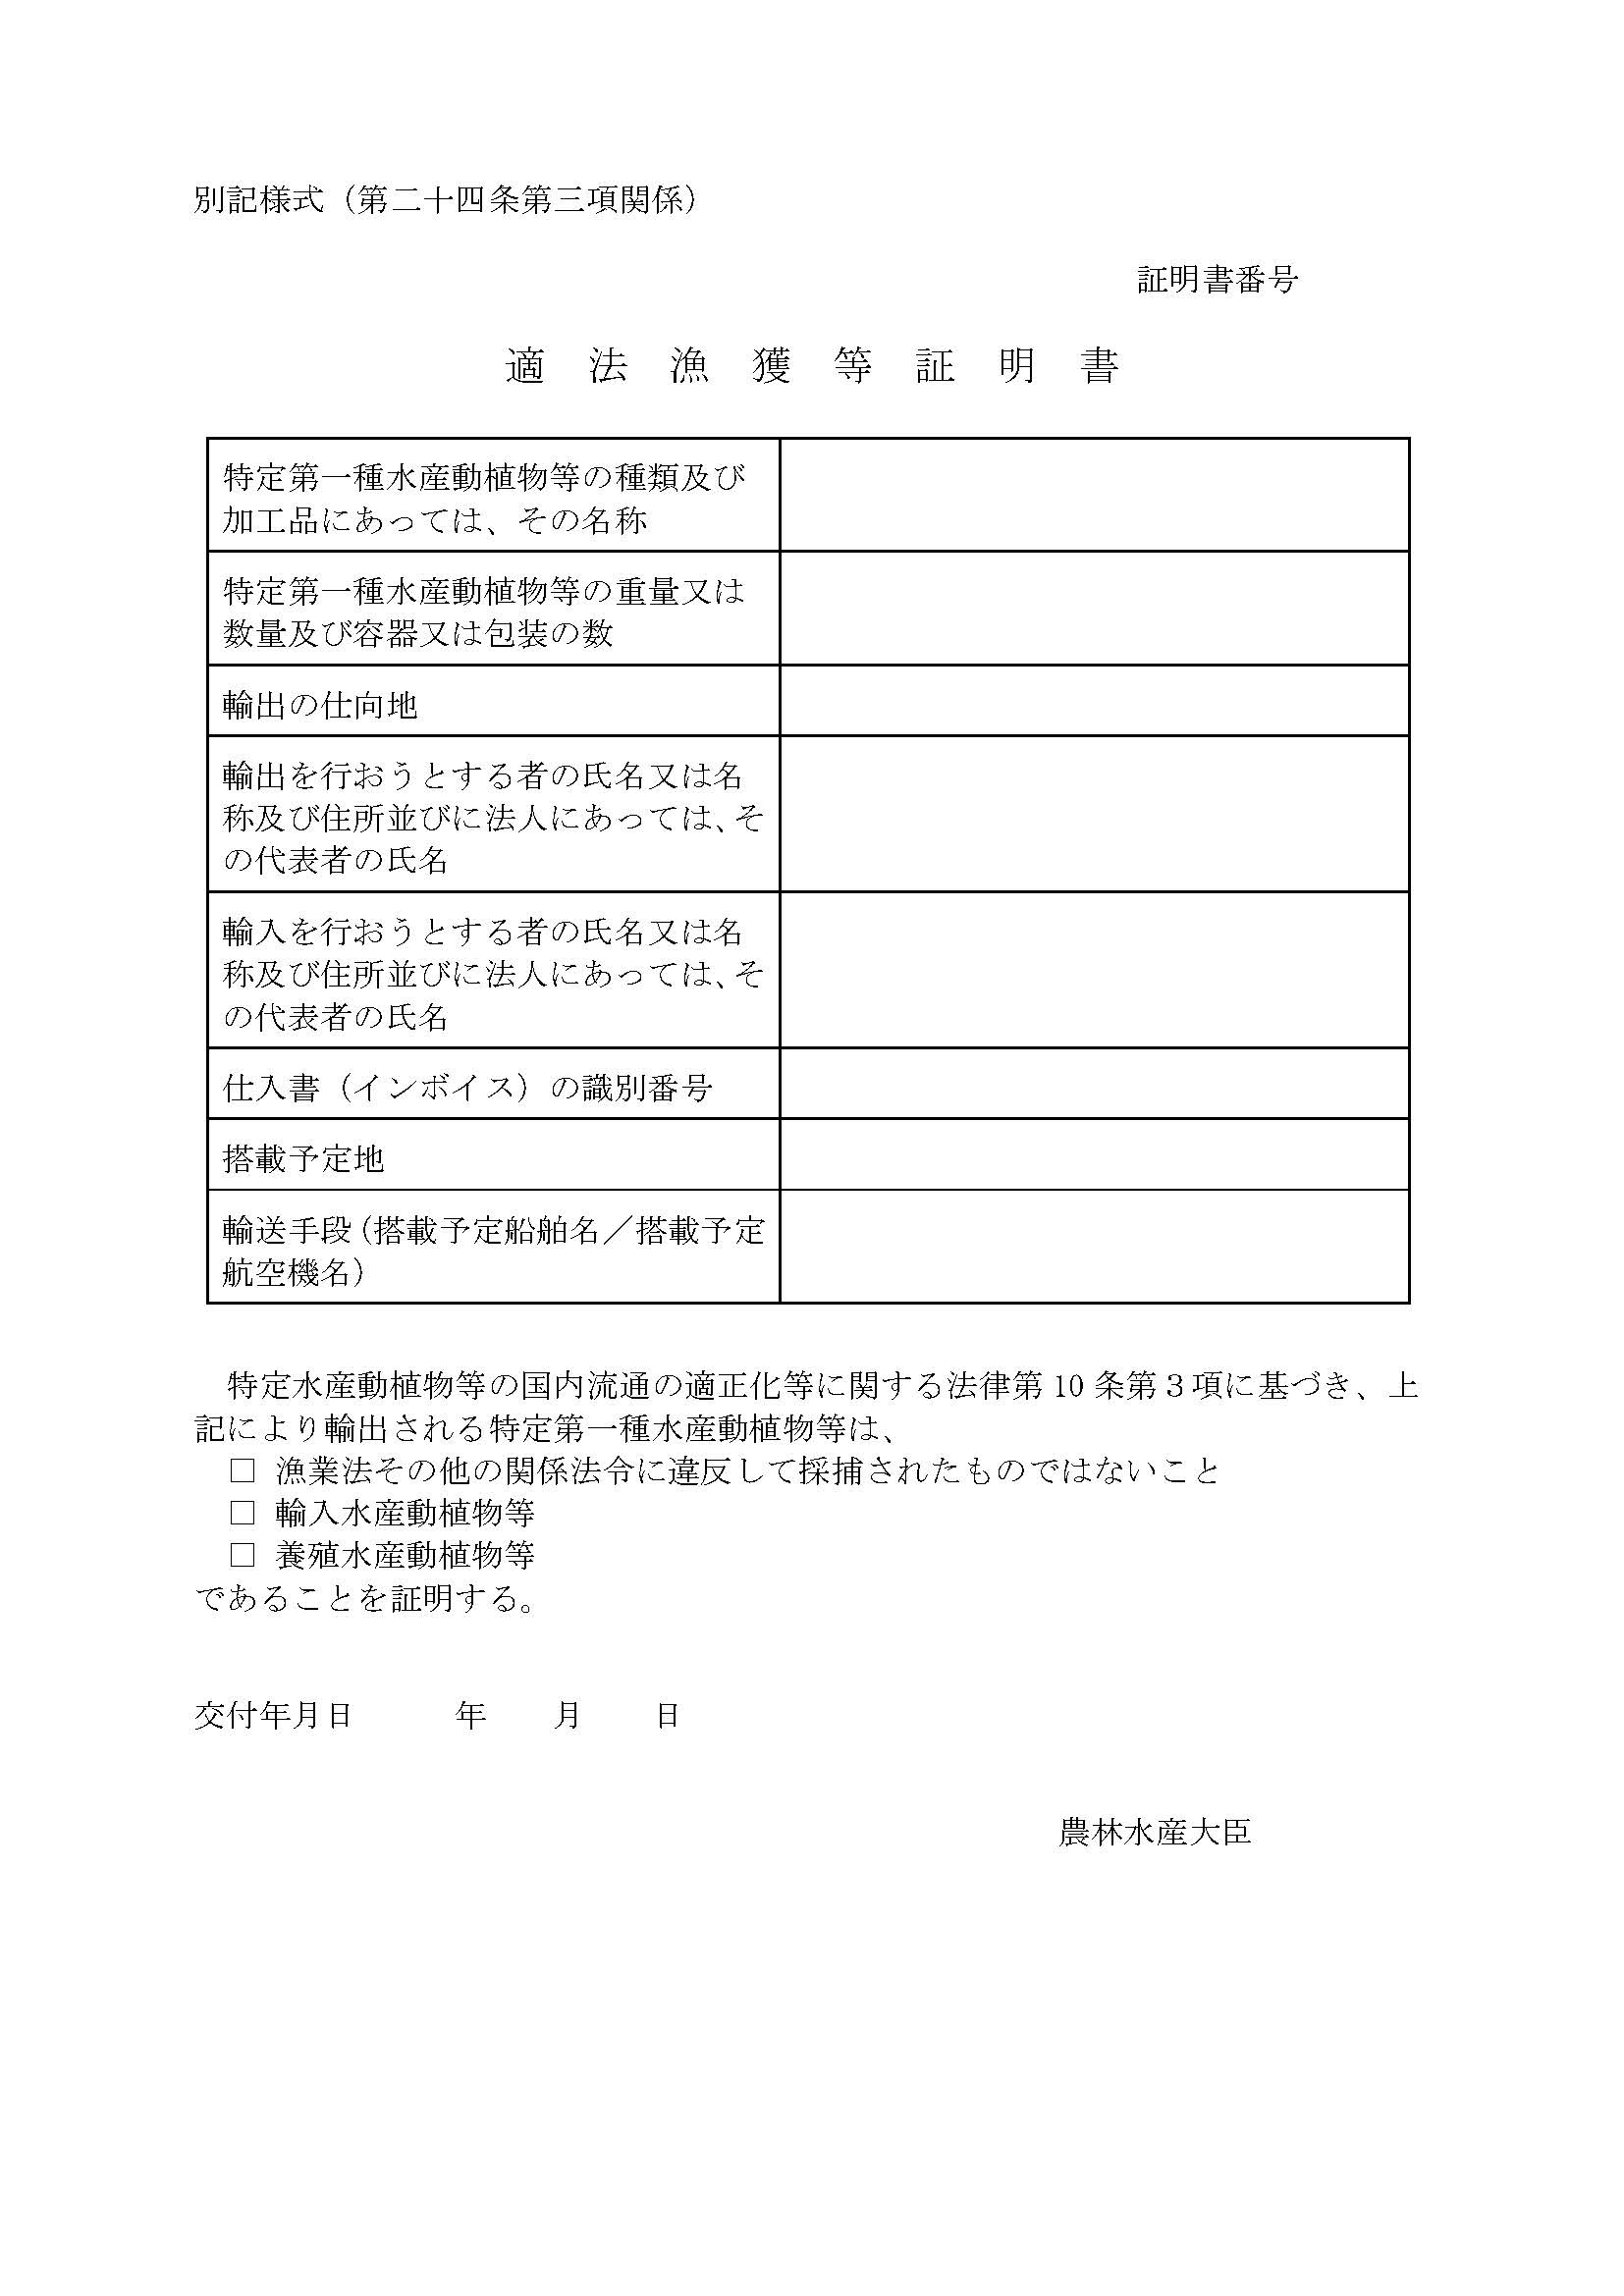 別記様式（第二十四条第三項関係）
証明書番号
適　法　漁　獲　等　証　明　書
特定第一種水産動植物等の種類及び
加工品にあっては、その名称
特定第一種水産動植物等の重量又は
数量及び容器又は包装の数
輸出の仕向地
輸出を行おうとする者の氏名又は名
称及び住所並びに法人にあっては、そ
の代表者の氏名
輸入を行おうとする者の氏名又は名
称及び住所並びに法人にあっては、そ
の代表者の氏名
仕入書（インボイス）の識別番号
搭載予定地
輸送手段（搭載予定船舶名／搭載予定
航空機名）
特定水産動植物等の国内流通の適正化等に関する法律第 10 条第３項に基づき、上
記により輸出される特定第一種水産動植物等は、
□ 漁業法その他の関係法令に違反して採捕されたものではないこと
□ 輸入水産動植物等
□ 養殖水産動植物等
であることを証明する。
交付年月日　　　年　　月　　日
農林水産大臣